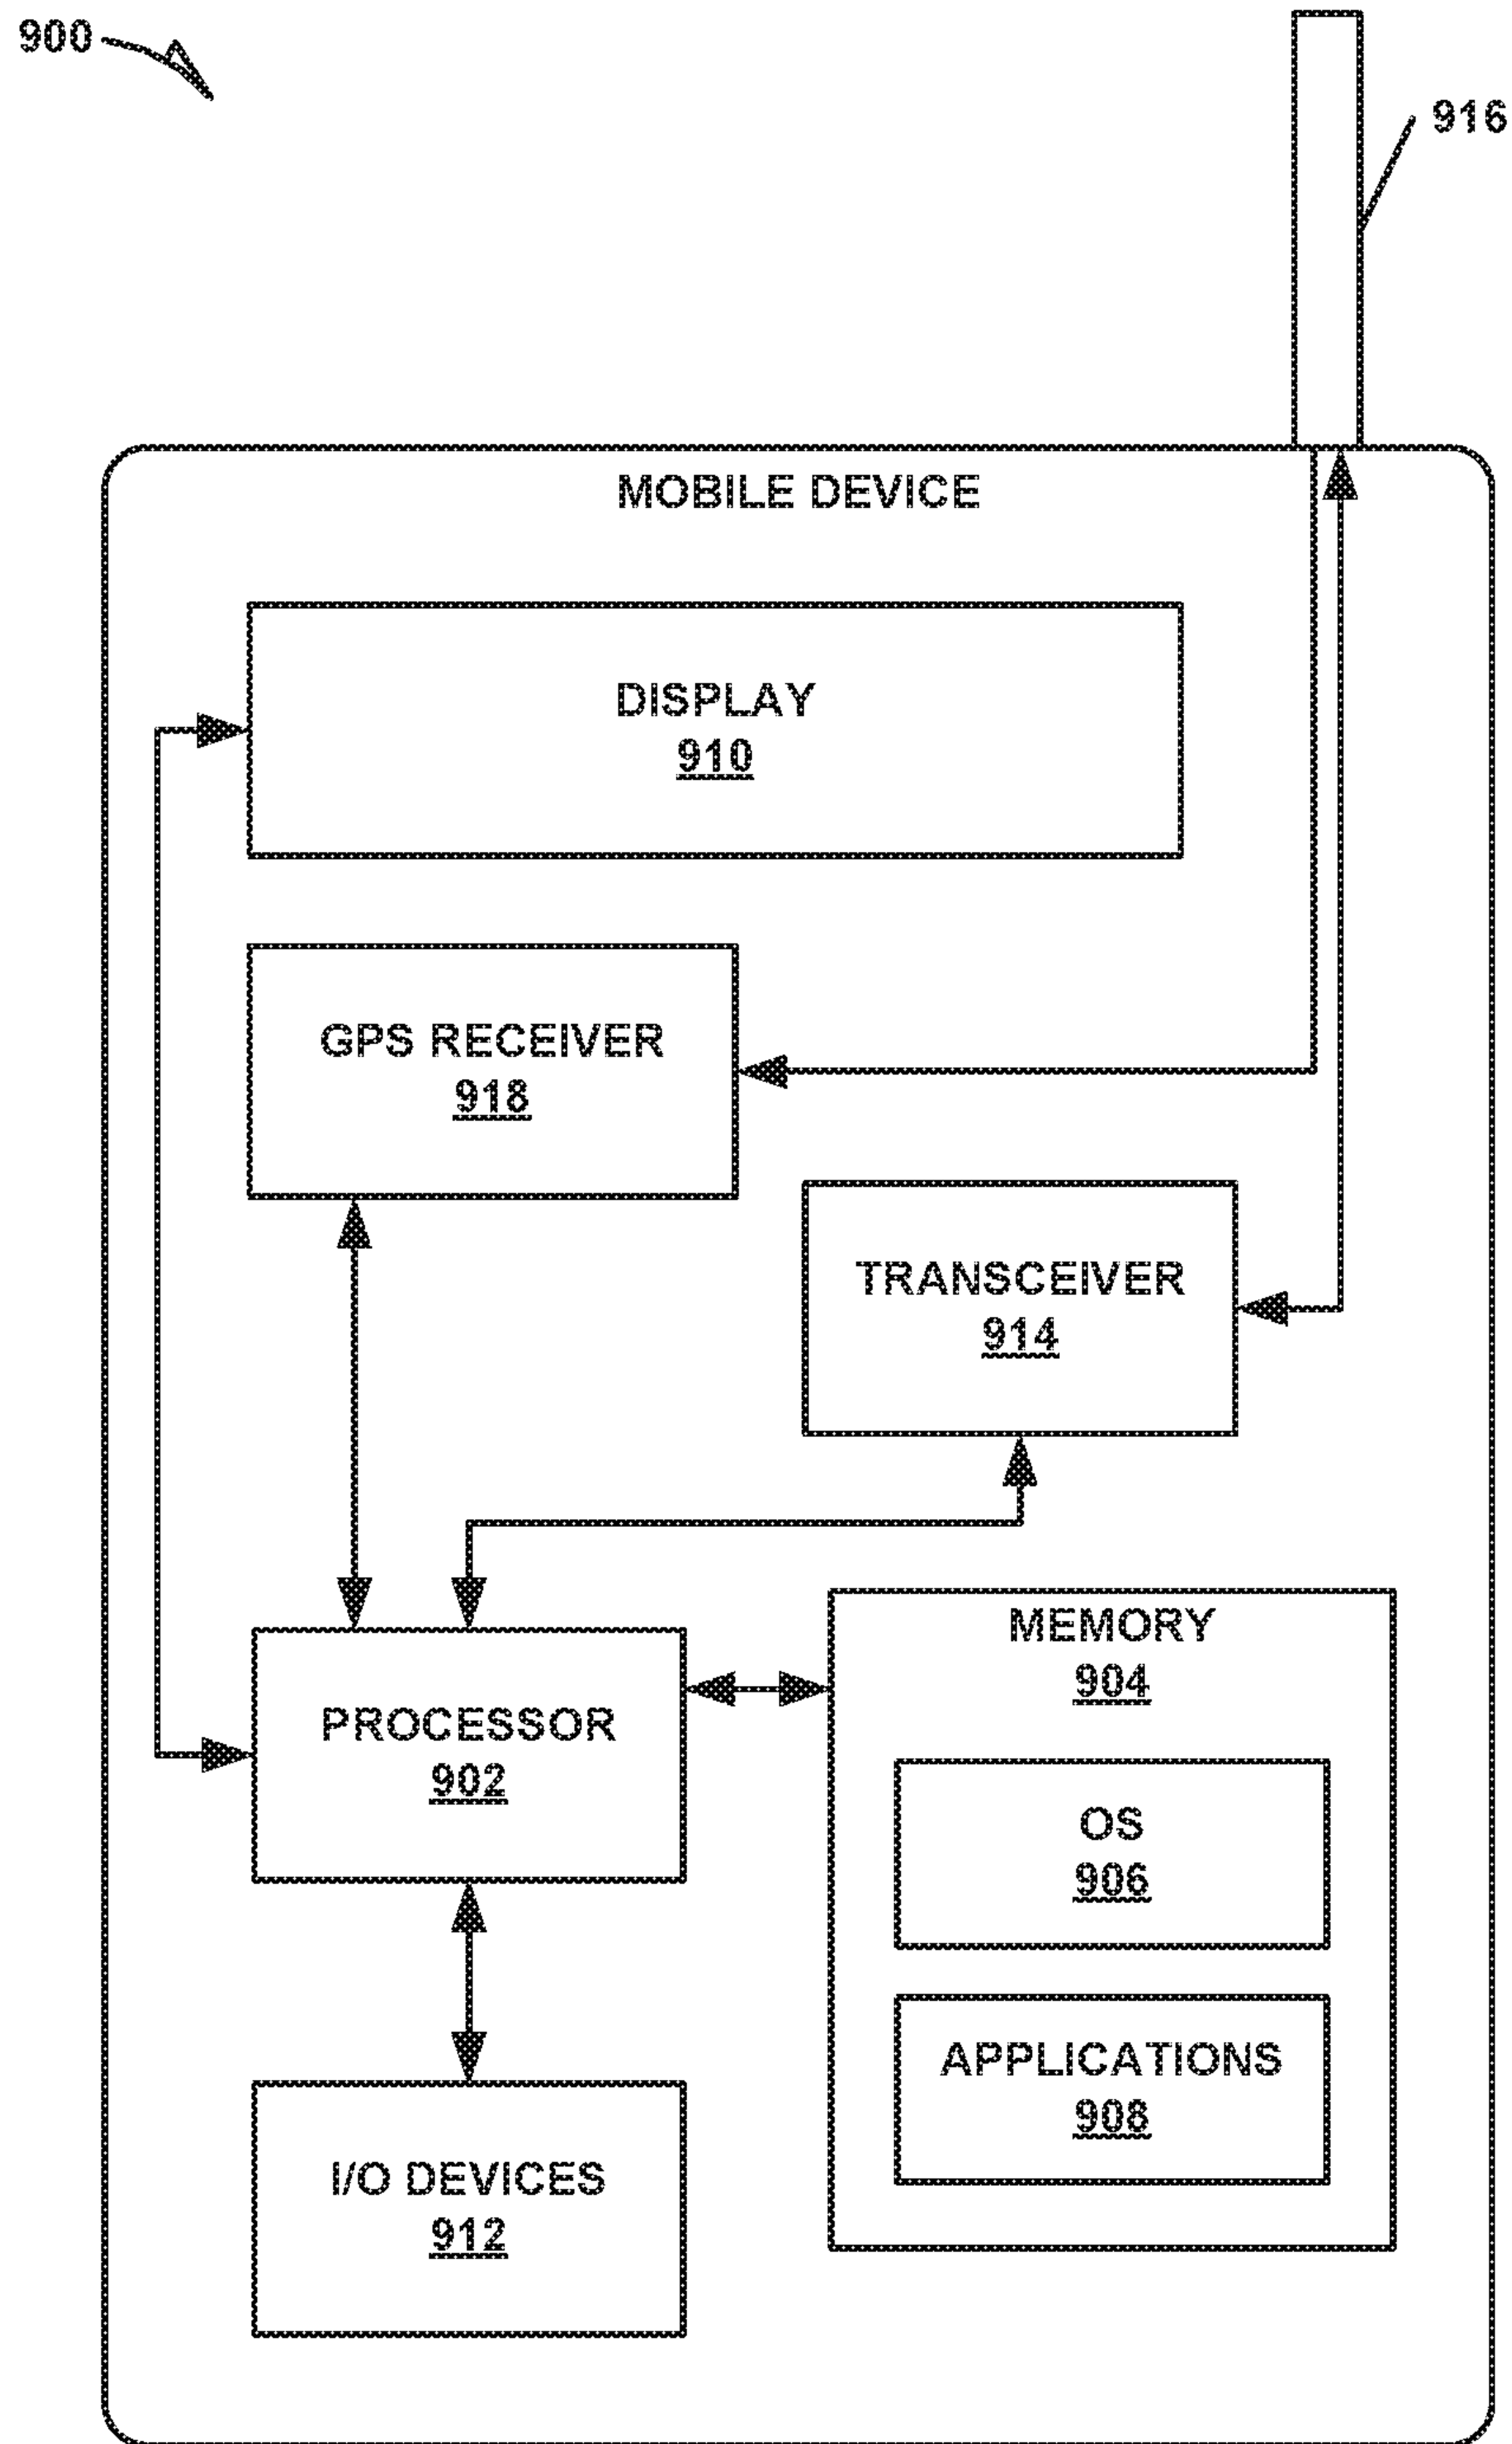 900
916
MOBILE DEVICE
DISPLAY
910
GPS RECEIVER
918
TRANSCEIVER
914
MEMORY
904
PROCESSOR
902
OS
906
APPLICATIONS
908
I/O DEVICES
912